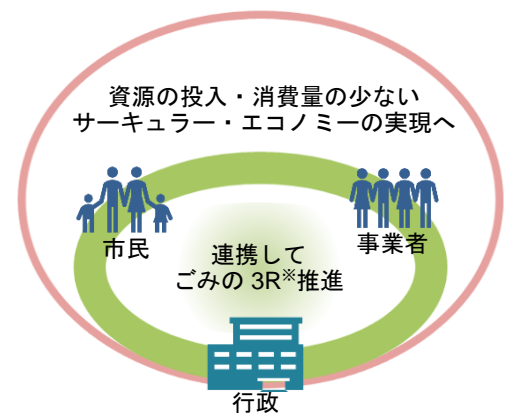 資源の投入・消費量の少ない
サーキュラー・エコノミーの実現へ
市民
事業者
連携して
ごみの 3R※推進
行政